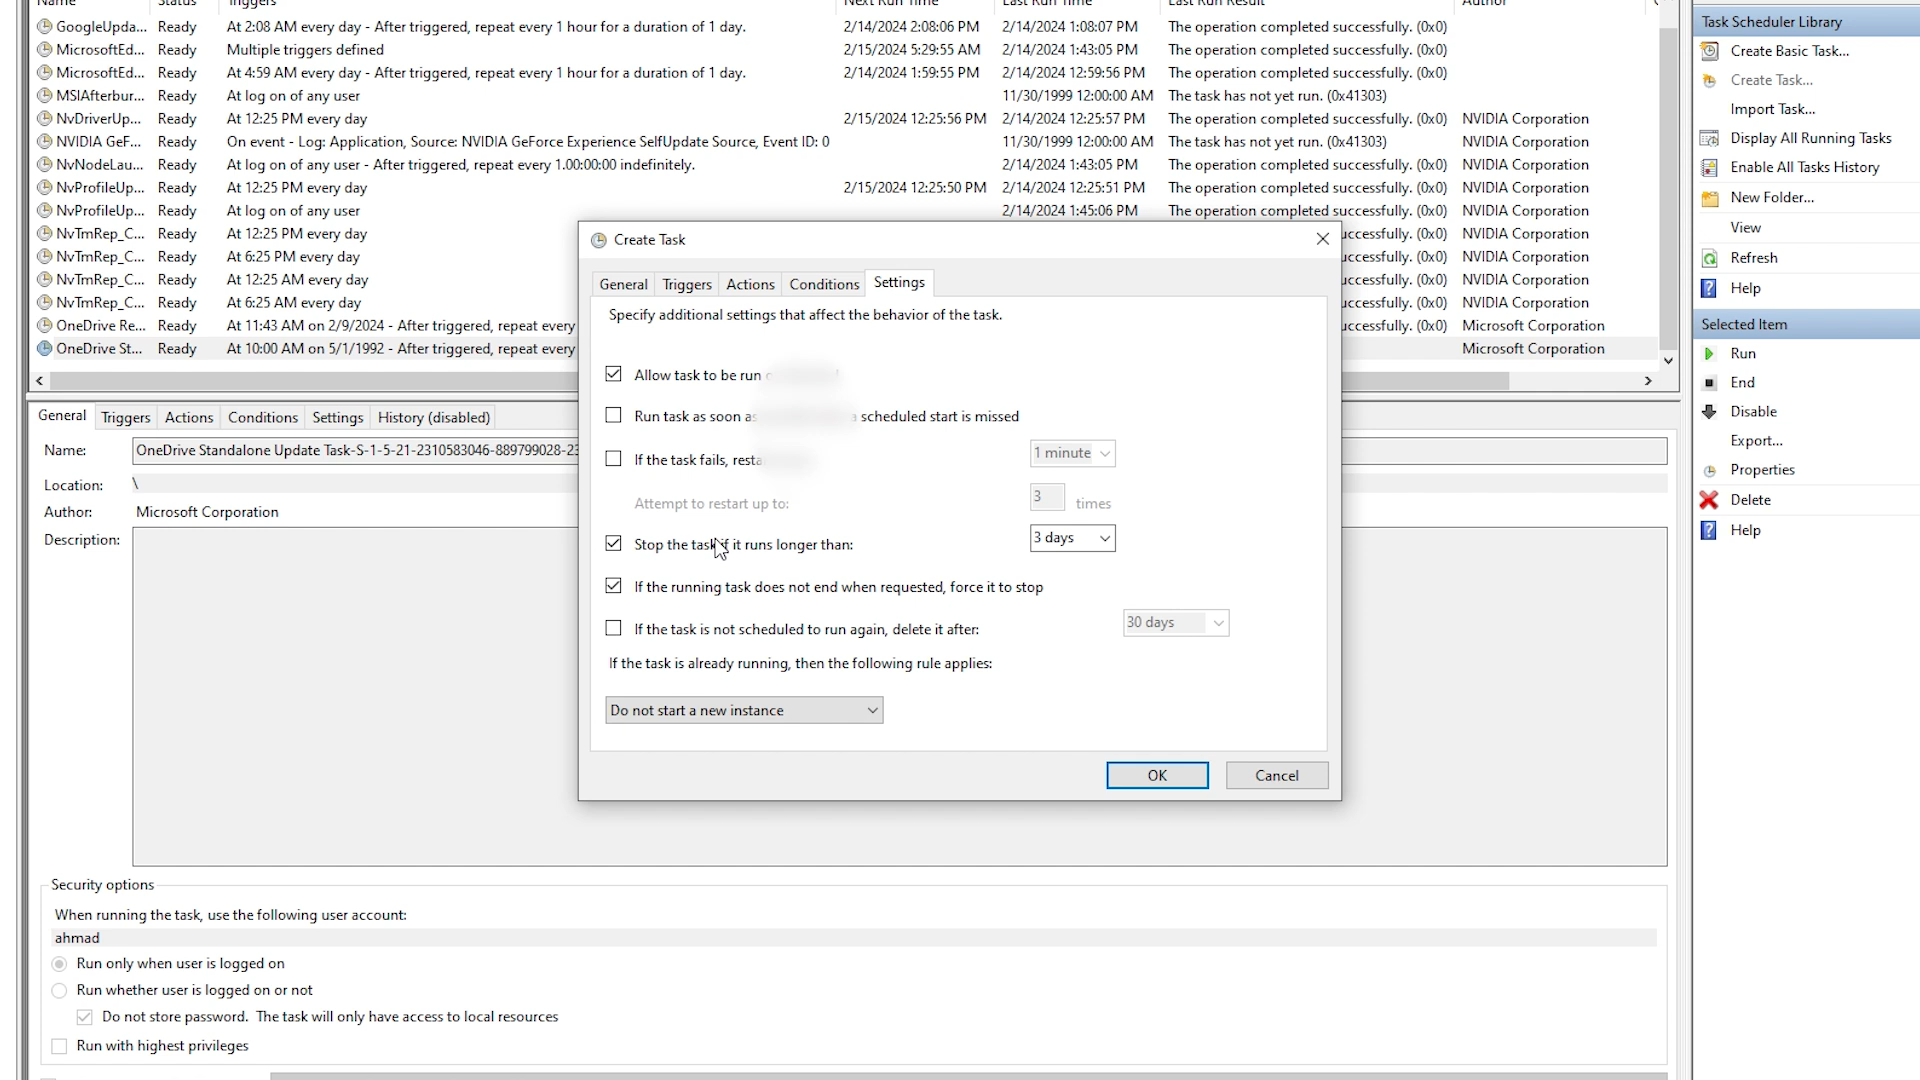 Name Status Triggers Next Run Time Last Run Time Last Run Result Author
GoogleUpda... Ready At 2:08 AM every day - After triggered, repeat every 1 hour for a duration of 1 day. 2/14/2024 2:08:06 PM 2/14/2024 1:08:07 PM The operation completed successfully. (0x0)
MicrosoftEd... Ready Multiple triggers defined 2/15/2024 5:29:55 AM 2/14/2024 1:43:05 PM The operation completed successfully. (0x0)
MicrosoftEd... Ready At 4:59 AM every day - After triggered, repeat every 1 hour for a duration of 1 day. 2/14/2024 1:59:55 PM 2/14/2024 12:59:56 PM The operation completed successfully. (0x0)
MSIAfterbur... Ready At log on of any user 11/30/1999 12:00:00 AM The task has not yet run. (0x41303)
NvDriverUp... Ready At 12:25 PM every day 2/15/2024 12:25:56 PM 2/14/2024 12:25:57 PM The operation completed successfully. (0x0) NVIDIA Corporation
NVIDIA GeF... Ready On event - Log: Application, Source: NVIDIA GeForce Experience SelfUpdate Source, Event ID: 0 11/30/1999 12:00:00 AM The task has not yet run. (0x41303) NVIDIA Corporation
NvNodeLau... Ready At log on of any user - After triggered, repeat every 1.00:00:00 indefinitely. 2/14/2024 1:43:05 PM The operation completed successfully. (0x0) NVIDIA Corporation
NvProfileUp... Ready At 12:25 PM every day 2/15/2024 12:25:50 PM 2/14/2024 12:25:51 PM The operation completed successfully. (0x0) NVIDIA Corporation
NvProfileUp... Ready At log on of any user 2/14/2024 1:45:06 PM The operation completed successfully. (0x0) NVIDIA Corporation
NvTmRep_C... Ready At 12:25 PM every day ccessfully. (0x0) NVIDIA Corporation
NvTmRep_C... Ready At 6:25 PM every day ccessfully. (0x0) NVIDIA Corporation
NvTmRep_C... Ready At 12:25 AM every day ccessfully. (0x0) NVIDIA Corporation
NvTmRep_C... Ready At 6:25 AM every day ccessfully. (0x0) NVIDIA Corporation
OneDrive Re... Ready At 11:43 AM on 2/9/2024 - After triggered, repeat every ccessfully. (0x0) Microsoft Corporation
OneDrive St... Ready At 10:00 AM on 5/1/1992 - After triggered, repeat every Microsoft Corporation
General Triggers Actions Conditions Settings History (disabled)
Name: OneDrive Standalone Update Task-S-1-5-21-2310583046-889799028-23
Location: \
Author: Microsoft Corporation
Description:
Security options
When running the task, use the following user account:
ahmad
Run only when user is logged on
Run whether user is logged on or not
Do not store password. The task will only have access to local resources
Run with highest privileges
Create Task
General Triggers Actions Conditions Settings
Specify additional settings that affect the behavior of the task.
Allow task to be run
Run task as soon as a scheduled start is missed
If the task fails, 1 minute
Attempt to restart up to: 3 times
Stop the task if it runs longer than: 3 days
If the running task does not end when requested, force it to stop
If the task is not scheduled to run again, delete it after: 30 days
If the task is already running, then the following rule applies:
Do not start a new instance
OK Cancel
Task Scheduler Library
Create Basic Task...
Create Task...
Import Task...
Display All Running Tasks
Enable All Tasks History
New Folder...
View
Refresh
Help
Selected Item
Run
End
Disable
Export...
Properties
Delete
Help